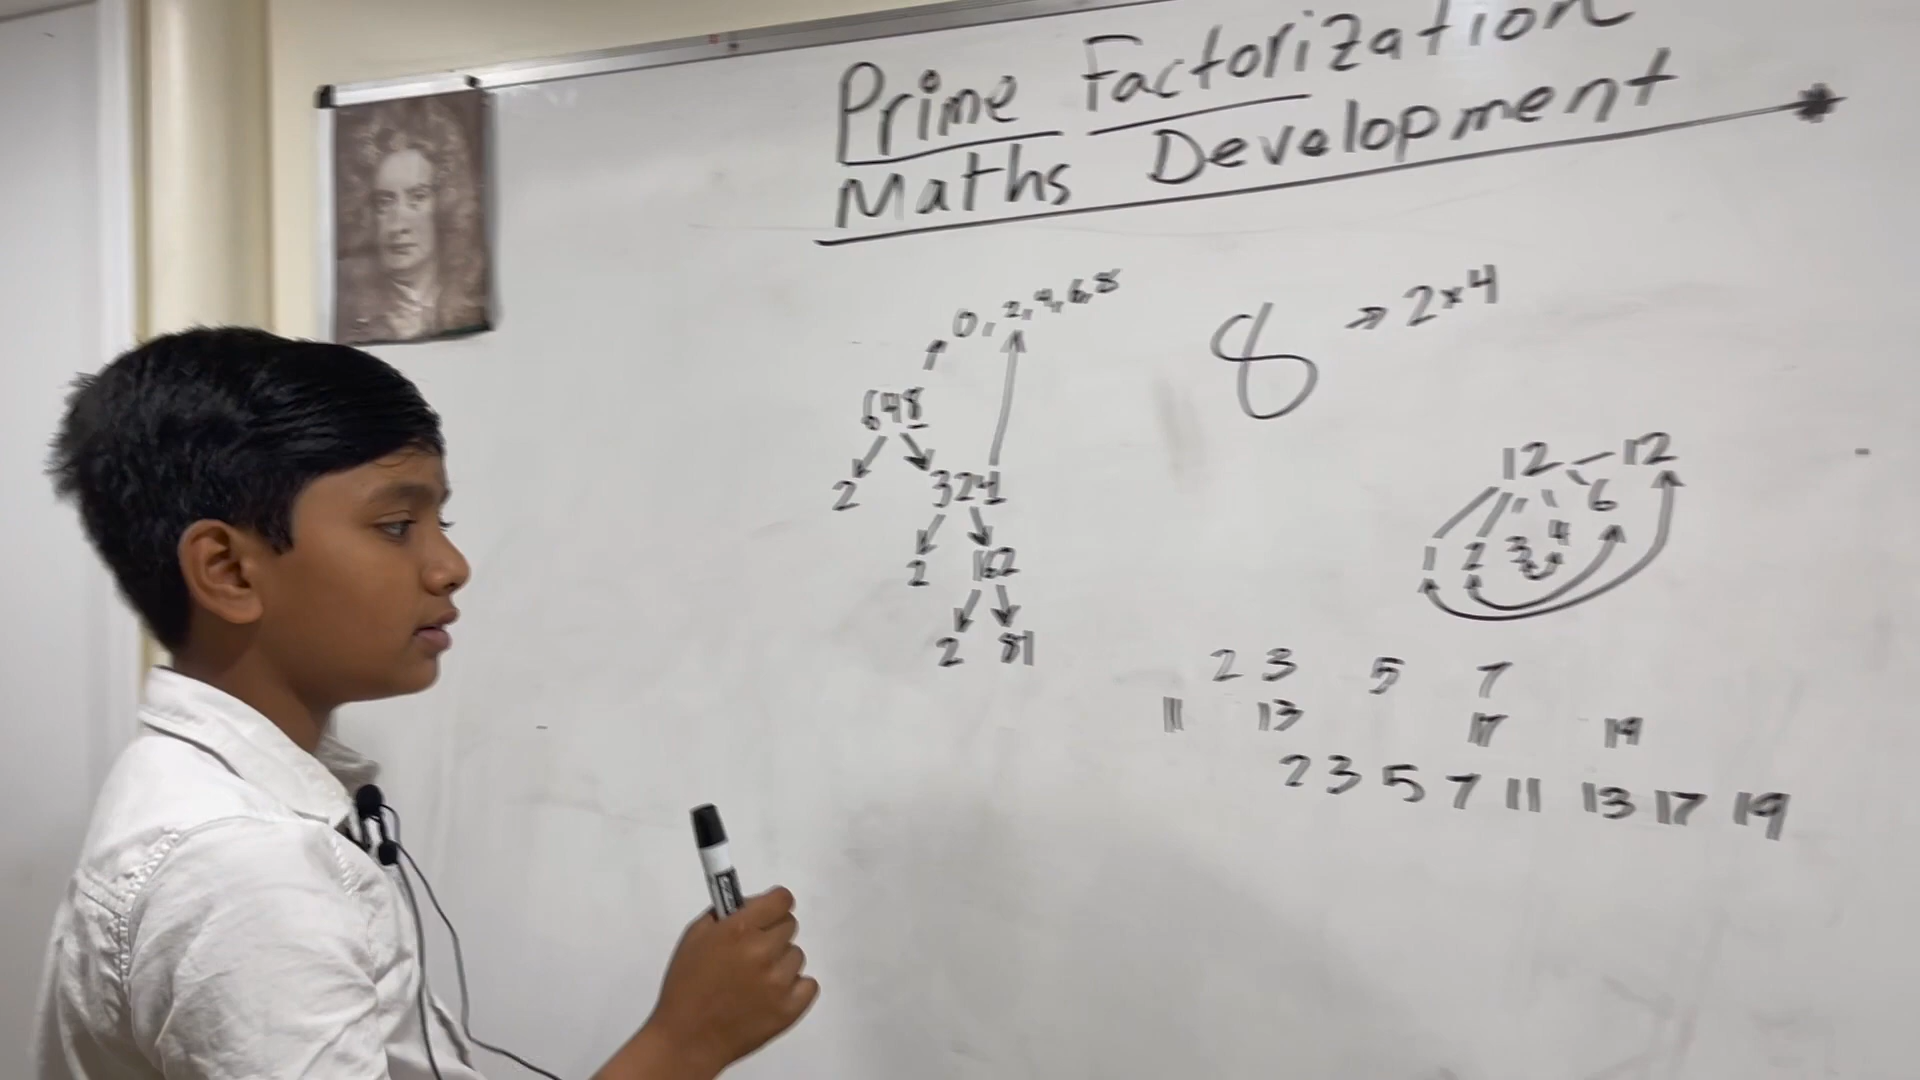 Prime Factorization
Maths Development
0, 2, 4, 6, 8
648
2 324
2 162
2 81
8 → 2×4
12 - 12
6
1 2 3 4
2 3 5 7
11 13 17 19
2 3 5 7 11 13 17 19